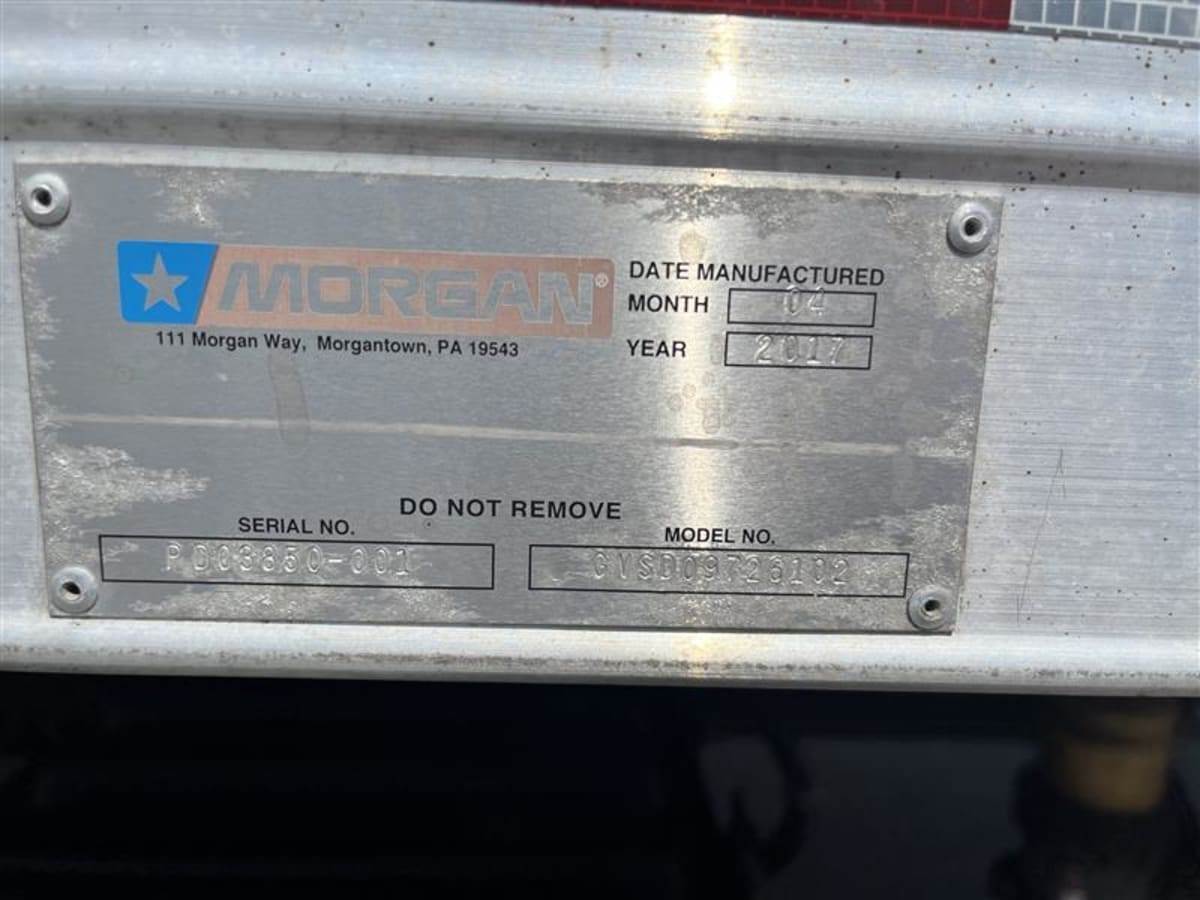 MORGAN®
111 Morgan Way, Morgantown, PA 19543
DATE MANUFACTURED
MONTH 04
YEAR 2017
DO NOT REMOVE
SERIAL NO.
PD03850-001
MODEL NO.
GVSD09726102